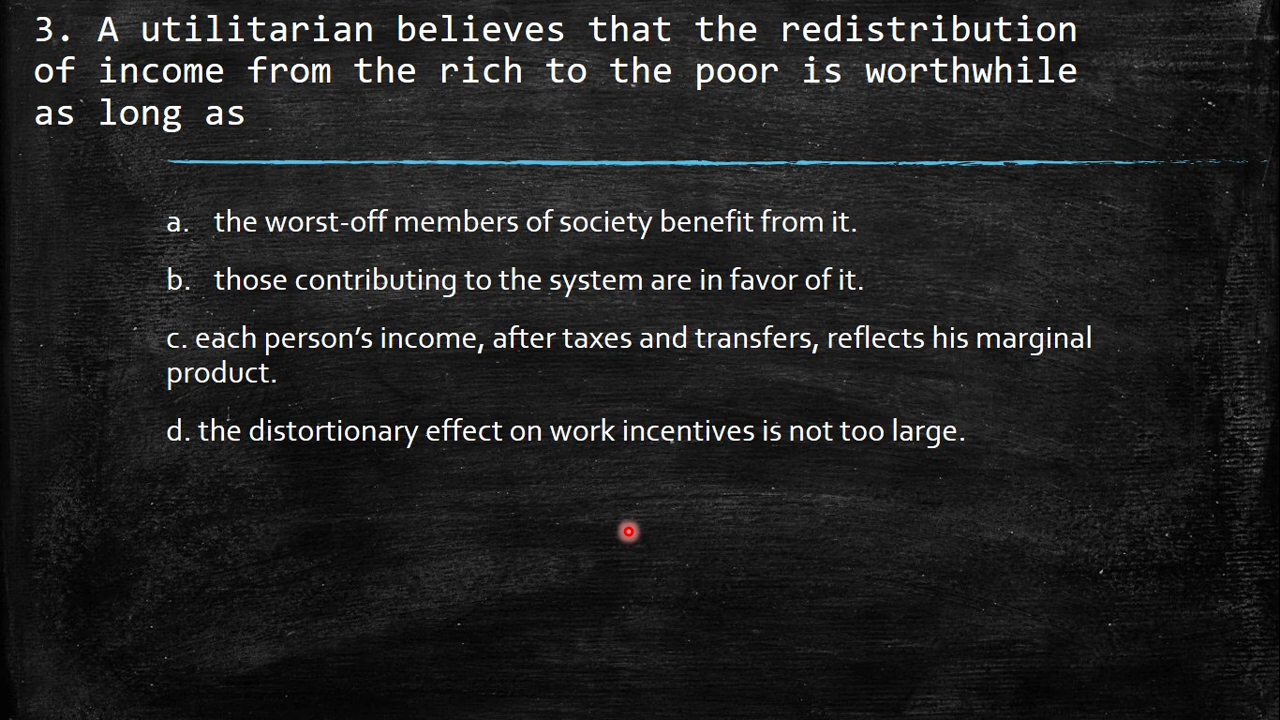 3. A utilitarian believes that the redistribution
of income from the rich to the poor is worthwhile
as long as
a. the worst-off members of society benefit from it.
b. those contributing to the system are in favor of it.
c. each person’s income, after taxes and transfers, reflects his marginal
product.
d. the distortionary effect on work incentives is not too large.